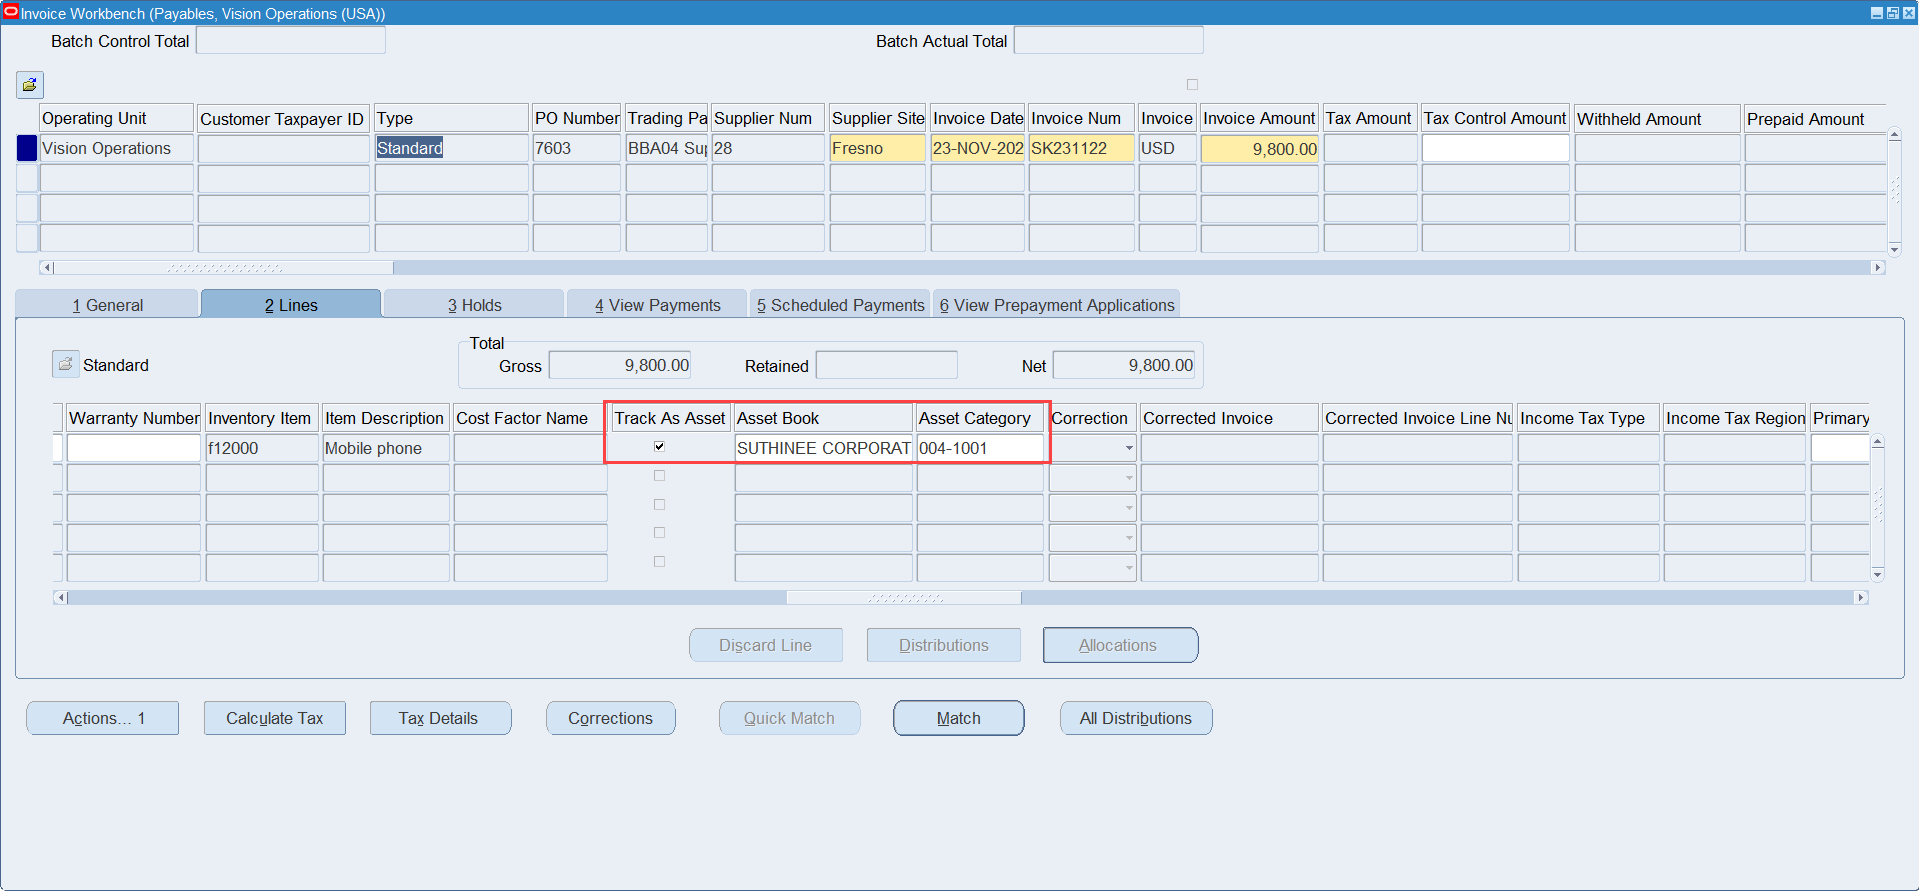 Invoice Workbench (Payables, Vision Operations (USA))
Batch Control Total
Batch Actual Total
Operating Unit Customer Taxpayer ID Type PO Number Trading Pa Supplier Num Supplier Site Invoice Date Invoice Num Invoice Invoice Amount Tax Amount Tax Control Amount Withheld Amount Prepaid Amount
Vision Operations Standard 7603 BBA04 Sup 28 Fresno 23-NOV-202 SK231122 USD 9,800.00
1 General 2 Lines 3 Holds 4 View Payments 5 Scheduled Payments 6 View Prepayment Applications
Total
Standard Gross 9,800.00 Retained Net 9,800.00
Warranty Number Inventory Item Item Description Cost Factor Name Track As Asset Asset Book Asset Category Correction Corrected Invoice Corrected Invoice Line Nu Income Tax Type Income Tax Region Primary
f12000 Mobile phone SUTHINEE CORPORAT 004-1001
Discard Line Distributions Allocations
Actions... 1 Calculate Tax Tax Details Corrections Quick Match Match All Distributions